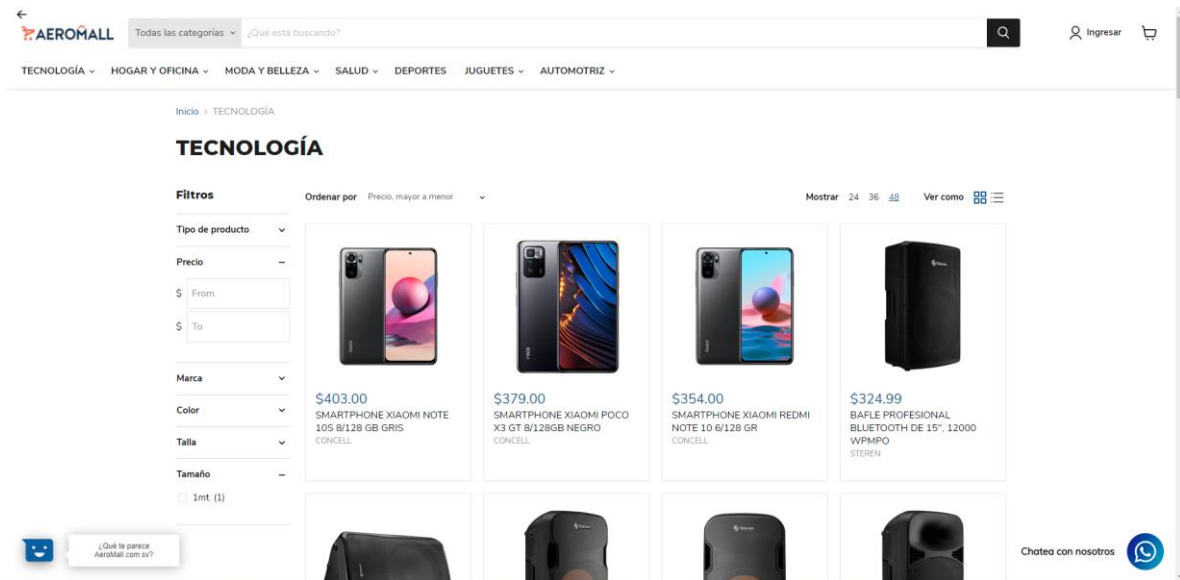 AEROMALL
Todas las categorías
¿Qué está buscando?
Ingresar
TECNOLOGÍA
HOGAR Y OFICINA
MODA Y BELLEZA
SALUD
DEPORTES
JUGUETES
AUTOMOTRIZ
Inicio › TECNOLOGÍA
TECNOLOGÍA
Filtros
Ordenar por Precio, mayor a menor
Mostrar 24 36 48
Ver como
Tipo de producto
Precio
$ From
$ To
Marca
Color
Talla
Tamaño
1mt. (1)
$403.00
SMARTPHONE XIAOMI NOTE
10S 8/128 GB GRIS
CONCELL
$379.00
SMARTPHONE XIAOMI POCO
X3 GT 8/128GB NEGRO
CONCELL
$354.00
SMARTPHONE XIAOMI REDMI
NOTE 10 6/128 GR
CONCELL
Steren
$324.99
BAFLE PROFESIONAL
BLUETOOTH DE 15", 12000
WPMPO
STEREN
Steren
Steren
¿Qué te parece
AeroMall.com sv?
Chatea con nosotros